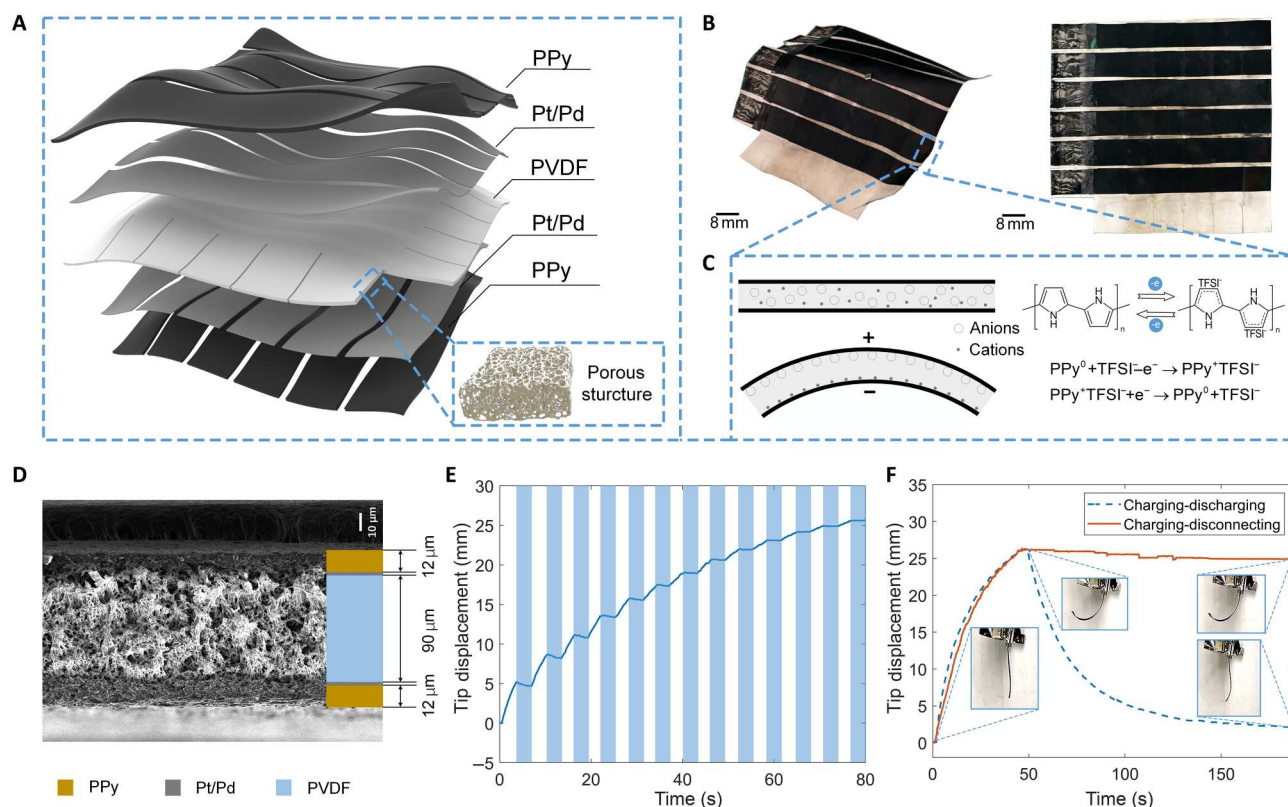 A
PPy
Pt/Pd
PVDF
Pt/Pd
PPy
Porous
sturcture
B
8 mm
8 mm
C
Anions
Cations
+
−
-e
-e
H
N
N
H
n
TFSI⁻
H
N
N
H
TFSI⁻
n
PPy⁰+TFSI⁻–e⁻ → PPy⁺TFSI⁻
PPy⁺TFSI⁻+e⁻ → PPy⁰+TFSI⁻
D
10 μm
12 μm
90 μm
12 μm
PPy
Pt/Pd
PVDF
E
Tip displacement (mm)
30
25
20
15
10
5
0
−5
0 20 40 60 80
Time (s)
F
Tip displacement (mm)
35
30
25
20
15
10
5
0
Charging-discharging
Charging-disconnecting
0 50 100 150
Time (s)